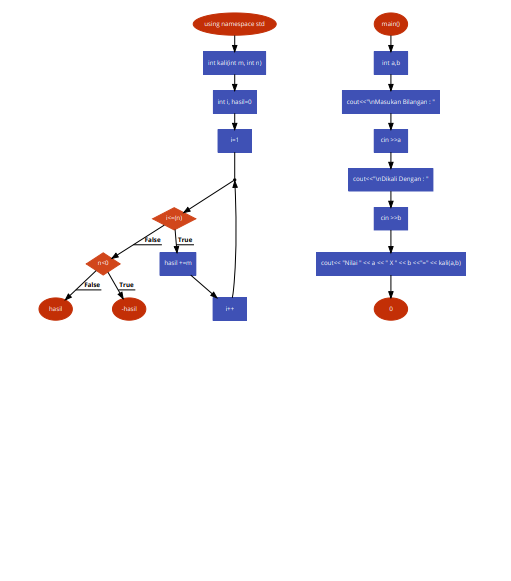 using namespace std
int kali(int m, int n)
int i, hasil=0
i=1
i<=(n)
False
True
n<0
hasil +=m
False
True
hasil
-hasil
i++
main()
int a,b
cout<<"\nMasukan Bilangan : "
cin >>a
cout<<"\nDikali Dengan : "
cin >>b
cout<< "Nilai " << a << " X " << b <<"=" << kali(a,b)
0